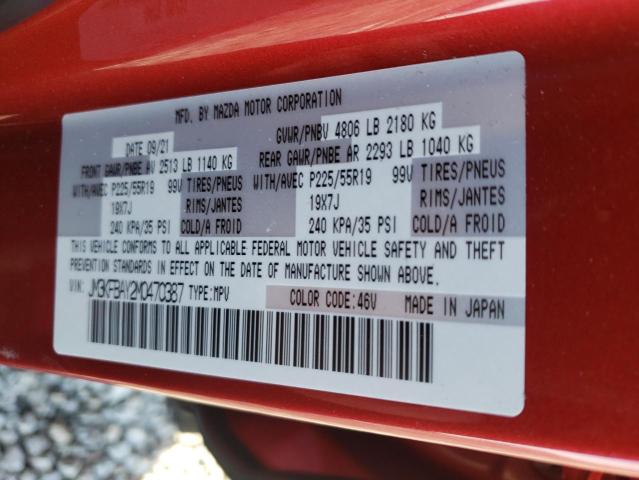 MFD. BY MAZDA MOTOR CORPORATION
DATE 09/21 GVWR/PNBV 4806 LB 2180 KG
FRONT GAWR/PNBE AV 2513 LB 1140 KG REAR GAWR/PNBE AR 2293 LB 1040 KG
WITH/AVEC P225/55R19 99V TIRES/PNEUS WITH/AVEC P225/55R19 99V TIRES/PNEUS
19X7J RIMS/JANTES 19X7J RIMS/JANTES
240 KPA/35 PSI COLD/A FROID 240 KPA/35 PSI COLD/A FROID
THIS VEHICLE CONFORMS TO ALL APPLICABLE FEDERAL MOTOR VEHICLE SAFETY AND THEFT
PREVENTION STANDARDS IN EFFECT ON THE DATE OF MANUFACTURE SHOWN ABOVE.
VIN: JM3KFBAY2M0470387 TYPE:MPV COLOR CODE:46V MADE IN JAPAN